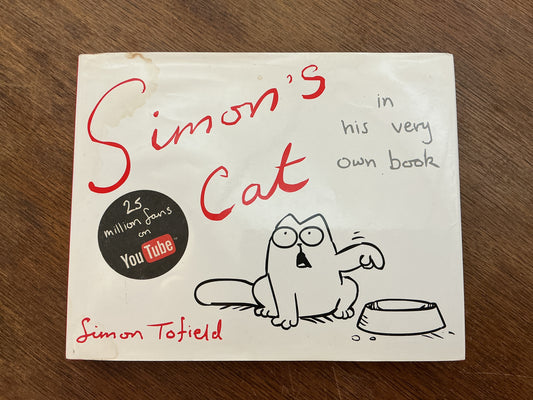 Simon's
Cat
in
his very
own book
25
million fans
on
YouTube
Simon Tofield